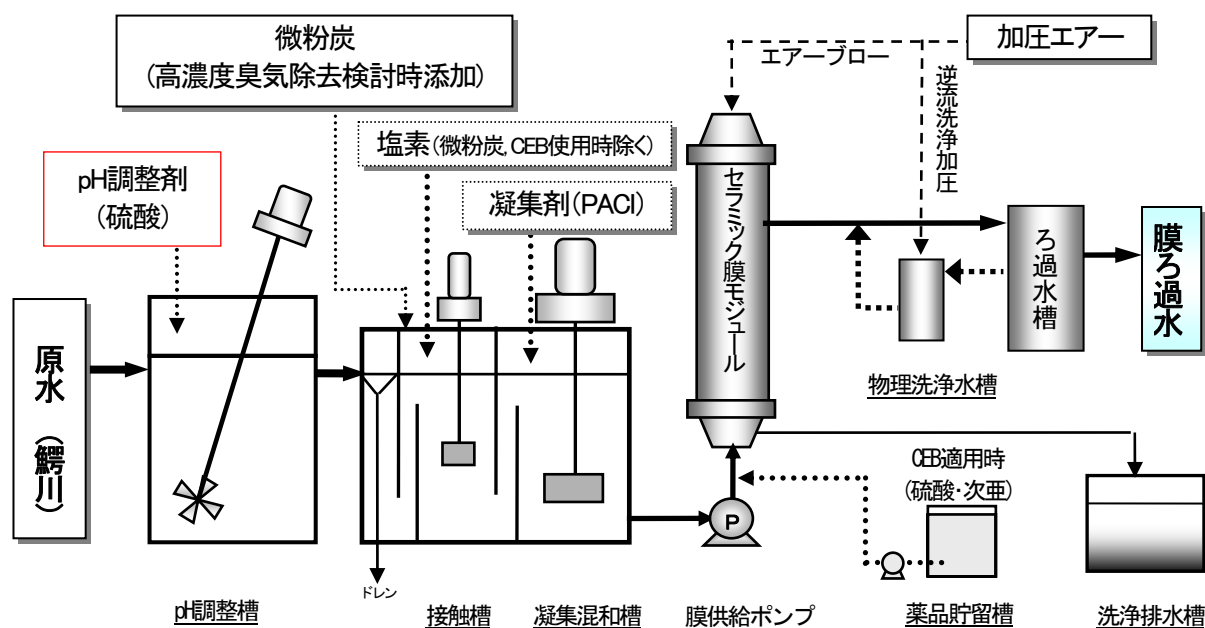 微粉炭
(高濃度臭気除去検討時添加)
加圧エアー
エアーブロー
逆流洗浄加圧
塩素(微粉炭,CEB使用時除く)
pH調整剤
(硫酸)
凝集剤(PACl)
セラミック膜モジュール
ろ過水槽
膜ろ過水
原水 (鰐川)
物理洗浄水槽
CEB適用時
(硫酸・次亜)
P
ドレン
pH調整槽
接触槽
凝集混和槽
膜供給ポンプ
薬品貯留槽
洗浄排水槽